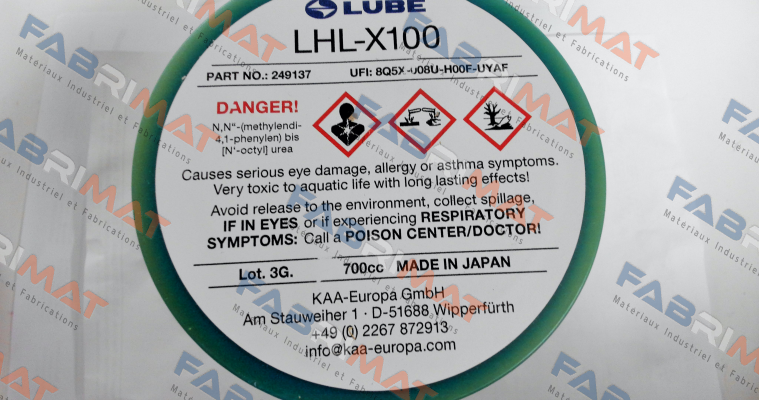 LUBE
LHL-X100
PART NO.: 249137 UFI: 8Q5X-U08U-H00F-UYAF
DANGER!
N,N"-(methylendi-
4,1-phenylen) bis
[N'-octyl] urea
Causes serious eye damage, allergy or asthma symptoms.
Very toxic to aquatic life with long lasting effects!
Avoid release to the environment, collect spillage,
IF IN EYES or if experiencing RESPIRATORY
SYMPTOMS: Call a POISON CENTER/DOCTOR!
Lot. 3G. 700cc MADE IN JAPAN
KAA-Europa GmbH
Am Stauweiher 1 · D-51688 Wipperfürth
+49 (0) 2267 872913
info@kaa-europa.com
FABRIMAT
Materiaux Industriel et Fabrications